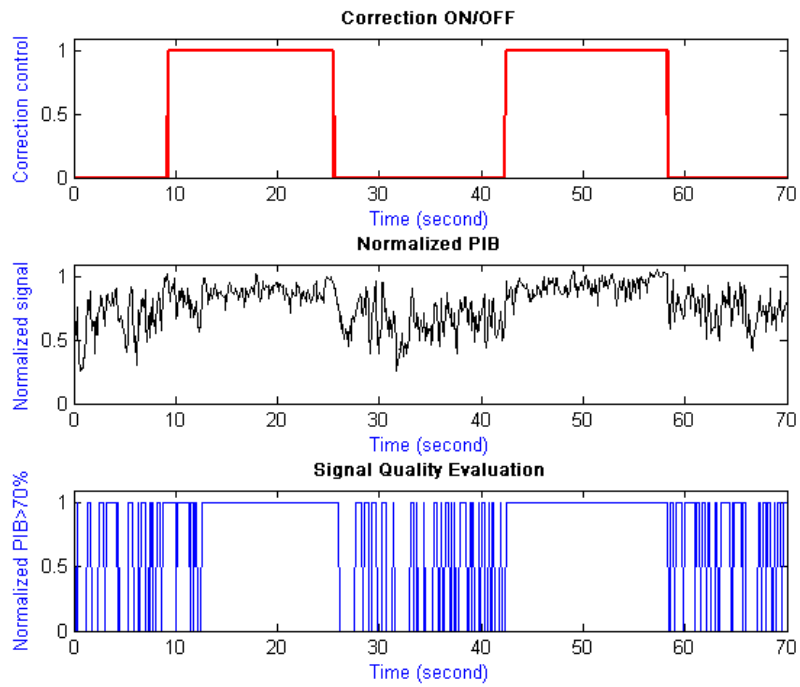 Correction ON/OFF
Correction control
1
0.5
0
0 10 20 30 40 50 60 70
Time (second)
Normalized PIB
Normalized signal
1
0.5
0
0 10 20 30 40 50 60 70
Time (second)
Signal Quality Evaluation
Normalized PIB>70%
1
0.5
0
0 10 20 30 40 50 60 70
Time (second)